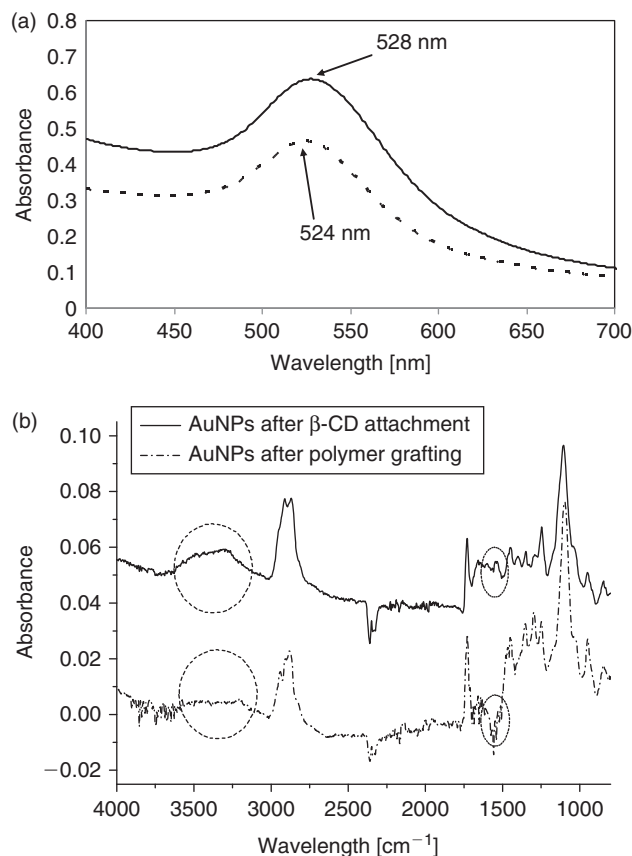 (a)
528 nm
524 nm
Absorbance
0.7
0.6
0.5
0.4
0.3
0.2
0.1
0
400 450 500 550 600 650 700
Wavelength [nm]
(b)
AuNPs after β-CD attachment
AuNPs after polymer grafting
Absorbance
0.10
0.08
0.06
0.04
0.02
0.00
−0.02
4000 3500 3000 2500 2000 1500 1000
Wavelength [cm⁻¹]